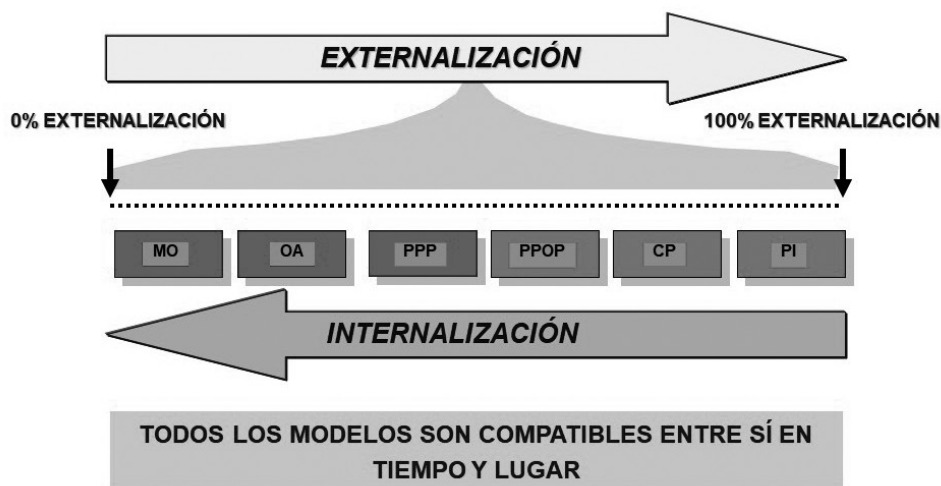 EXTERNALIZACIÓN
0% EXTERNALIZACIÓN
100% EXTERNALIZACIÓN
MO
OA
PPP
PPOP
CP
PI
INTERNALIZACIÓN
TODOS LOS MODELOS SON COMPATIBLES ENTRE SÍ EN
TIEMPO Y LUGAR